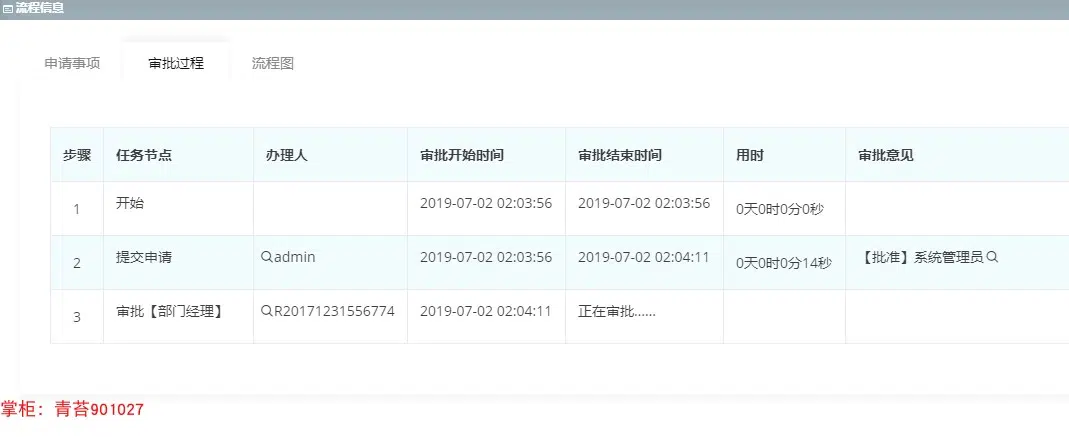 流程信息
申请事项 审批过程 流程图
步骤 任务节点 办理人 审批开始时间 审批结束时间 用时 审批意见
1 开始 2019-07-02 02:03:56 2019-07-02 02:03:56 0天0时0分0秒
2 提交申请 admin 2019-07-02 02:03:56 2019-07-02 02:04:11 0天0时0分14秒 【批准】系统管理员
3 审批【部门经理】 R20171231556774 2019-07-02 02:04:11 正在审批......
掌柜：青苔901027